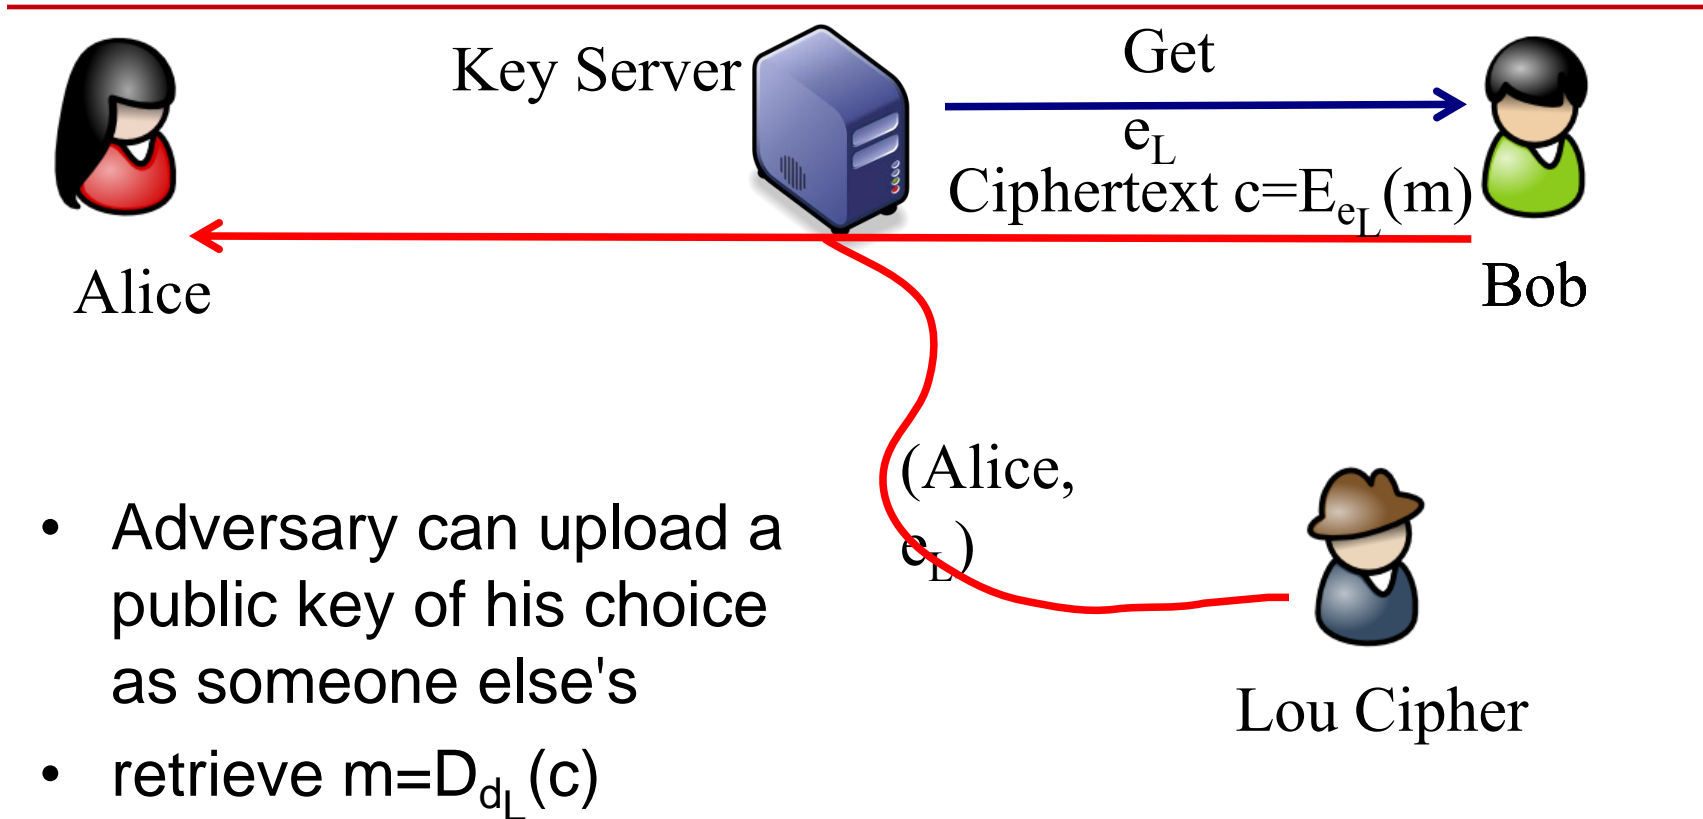 Key Server
Get
e_L
Ciphertext c=E_{e_L}(m)
Alice
Bob
(Alice,
e_L)
• Adversary can upload a
public key of his choice
as someone else's
Lou Cipher
• retrieve m=D_{d_L}(c)